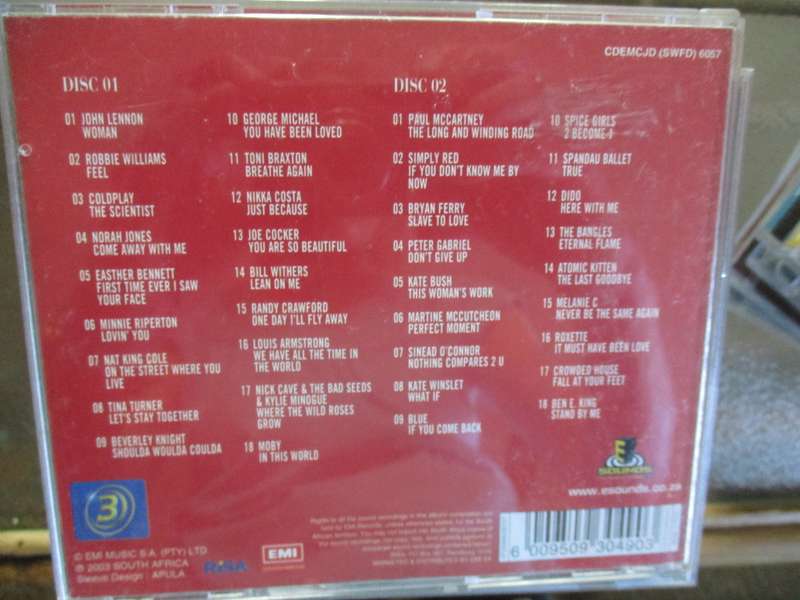 CDEMCJD (SWFD) 6057
DISC 01
01 JOHN LENNON
WOMAN
02 ROBBIE WILLIAMS
FEEL
03 COLDPLAY
THE SCIENTIST
04 NORAH JONES
COME AWAY WITH ME
05 EASTHER BENNETT
FIRST TIME EVER I SAW
YOUR FACE
06 MINNIE RIPERTON
LOVIN' YOU
07 NAT KING COLE
ON THE STREET WHERE YOU
LIVE
08 TINA TURNER
LET'S STAY TOGETHER
09 BEVERLEY KNIGHT
SHOULDA WOULDA COULDA
10 GEORGE MICHAEL
YOU HAVE BEEN LOVED
11 TONI BRAXTON
BREATHE AGAIN
12 NIKKA COSTA
JUST BECAUSE
13 JOE COCKER
YOU ARE SO BEAUTIFUL
14 BILL WITHERS
LEAN ON ME
15 RANDY CRAWFORD
ONE DAY I'LL FLY AWAY
16 LOUIS ARMSTRONG
WE HAVE ALL THE TIME IN
THE WORLD
17 NICK CAVE & THE BAD SEEDS
& KYLIE MINOGUE
WHERE THE WILD ROSES
GROW
18 MOBY
IN THIS WORLD
DISC 02
01 PAUL MCCARTNEY
THE LONG AND WINDING ROAD
02 SIMPLY RED
IF YOU DON'T KNOW ME BY
NOW
03 BRYAN FERRY
SLAVE TO LOVE
04 PETER GABRIEL
DON'T GIVE UP
05 KATE BUSH
THIS WOMAN'S WORK
06 MARTINE MCCUTCHEON
PERFECT MOMENT
07 SINEAD O'CONNOR
NOTHING COMPARES 2 U
08 KATE WINSLET
WHAT IF
09 BLUE
IF YOU COME BACK
10 SPICE GIRLS
2 BECOME 1
11 SPANDAU BALLET
TRUE
12 DIDO
HERE WITH ME
13 THE BANGLES
ETERNAL FLAME
14 ATOMIC KITTEN
THE LAST GOODBYE
15 MELANIE C
NEVER BE THE SAME AGAIN
16 ROXETTE
IT MUST HAVE BEEN LOVE
17 CROWDED HOUSE
FALL AT YOUR FEET
18 BEN E. KING
STAND BY ME
SOUNDS
www.esounds.co.za
3
© EMI MUSIC S.A. (PTY) LTD
℗ 2003 SOUTH AFRICA
Sleeve Design : APULA
RiSA
EMI
6 009509 304903